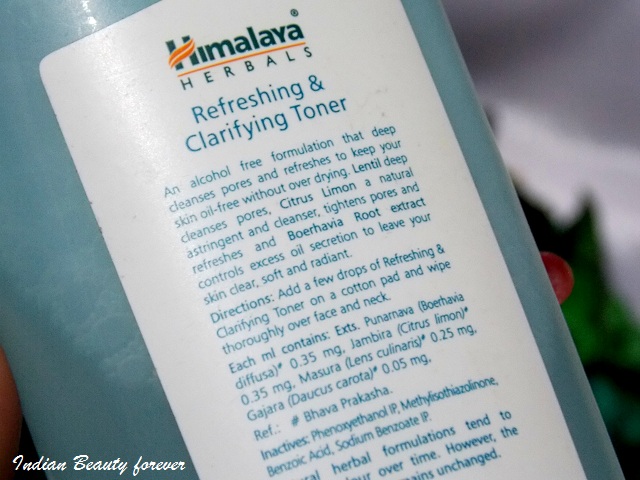 Himalaya®
HERBALS
Refreshing &
Clarifying Toner
An alcohol free formulation that deep
cleanses pores and refreshes to keep your
skin oil-free without over drying. Lentil deep
cleanses pores, Citrus Limon a natural
astringent and cleanser, tightens pores and
refreshes and Boerhavia Root extract
controls excess oil secretion to leave your
skin clear, soft and radiant.
Directions: Add a few drops of Refreshing &
Clarifying Toner on a cotton pad and wipe
thoroughly over face and neck.
Each ml contains: Exts. Punarnava (Boerhavia
diffusa)# 0.35 mg, Jambira (Citrus limon)*
0.35 mg, Masura (Lens culinaris)* 0.25 mg,
Gajara (Daucus carota)* 0.05 mg,
Ref.: # Bhava Prakasha.
Inactives: Phenoxyethanol IP, Methylisothiazolinone,
Benzoic Acid, Sodium Benzoate IP.
herbal formulations tend to
over time. However, the
unchanged.
Indian Beauty forever